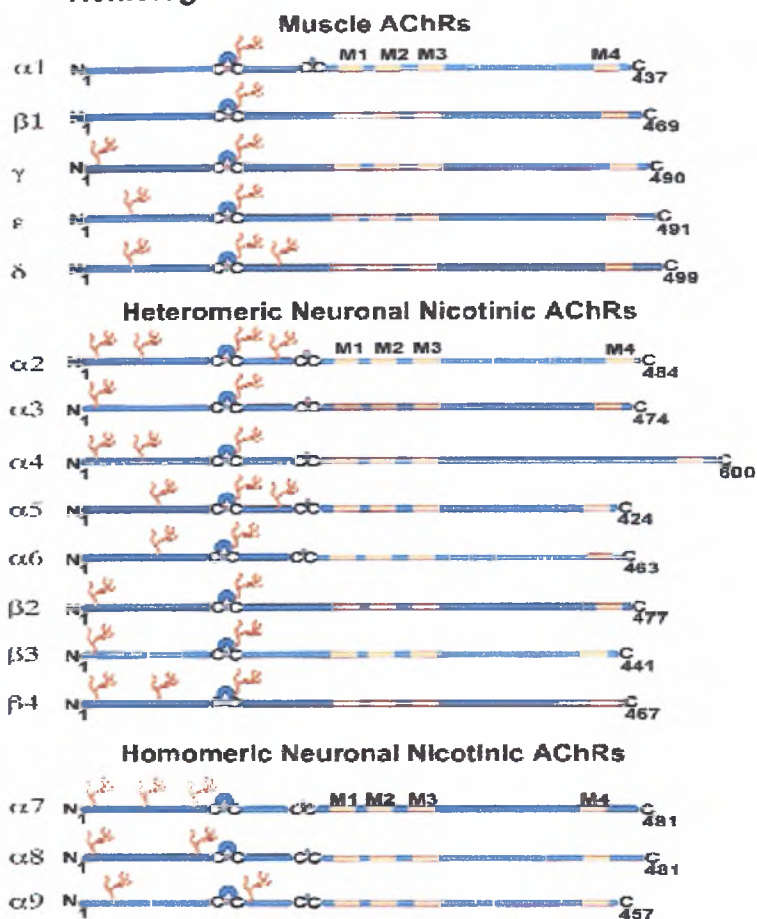 Muscle AChRs
M1 M2 M3 M4
α1 N 1 C C C C C 437
β1 N 1 C C C 469
γ N 1 C C C 490
ε N 1 C C C 491
δ N 1 C C C 499
Heteromeric Neuronal Nicotinic AChRs
M1 M2 M3 M4
α2 N 1 C C C C C 484
α3 N 1 C C C C C 474
α4 N 1 C C C C C 600
α5 N 1 C C C C C 424
α6 N 1 C C C C C 463
β2 N 1 C C C 477
β3 N 1 C C C 441
β4 N 1 C C C 467
Homomeric Neuronal Nicotinic AChRs
M1 M2 M3 M4
α7 N 1 C C C C C 481
α8 N 1 C C C C C 481
α9 N 1 C C C C C 457